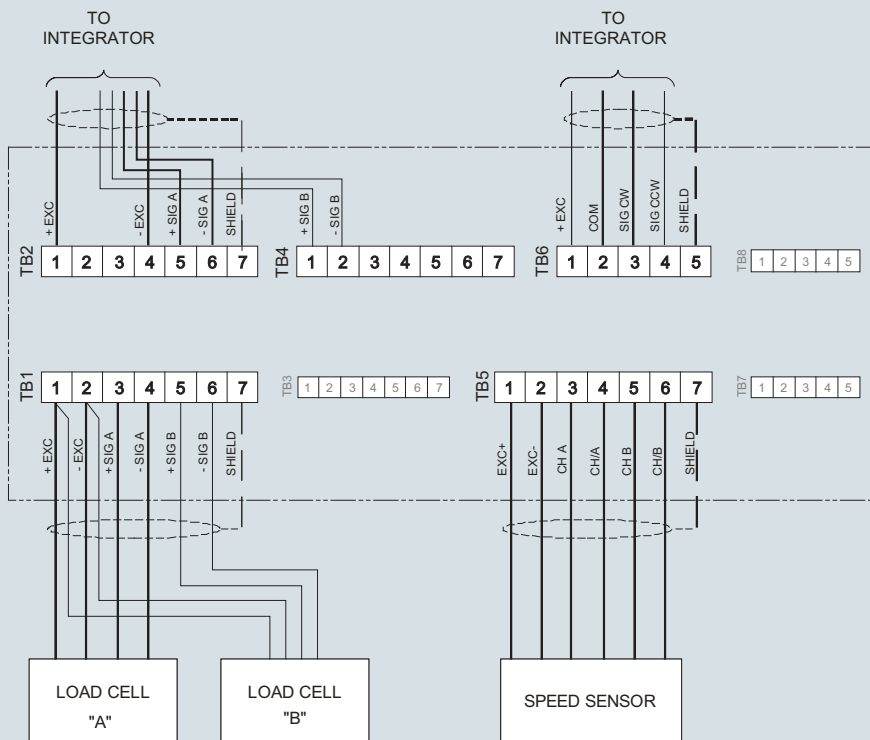 TO
INTEGRATOR
TO
INTEGRATOR
+ EXC
- EXC
+ SIG A
- SIG A
SHIELD
+ SIG B
- SIG B
+ EXC
COM
SIG CW
SIG CCW
SHIELD
TB2 1 2 3 4 5 6 7
TB4 1 2 3 4 5 6 7
TB6 1 2 3 4 5
TB8 1 2 3 4 5
TB1 1 2 3 4 5 6 7
TB3 1 2 3 4 5 6 7
TB5 1 2 3 4 5 6 7
TB7 1 2 3 4 5
+ EXC
- EXC
+ SIG A
- SIG A
+ SIG B
- SIG B
SHIELD
EXC+
EXC-
CH A
CH/A
CH B
CH/B
SHIELD
LOAD CELL
"A"
LOAD CELL
"B"
SPEED SENSOR